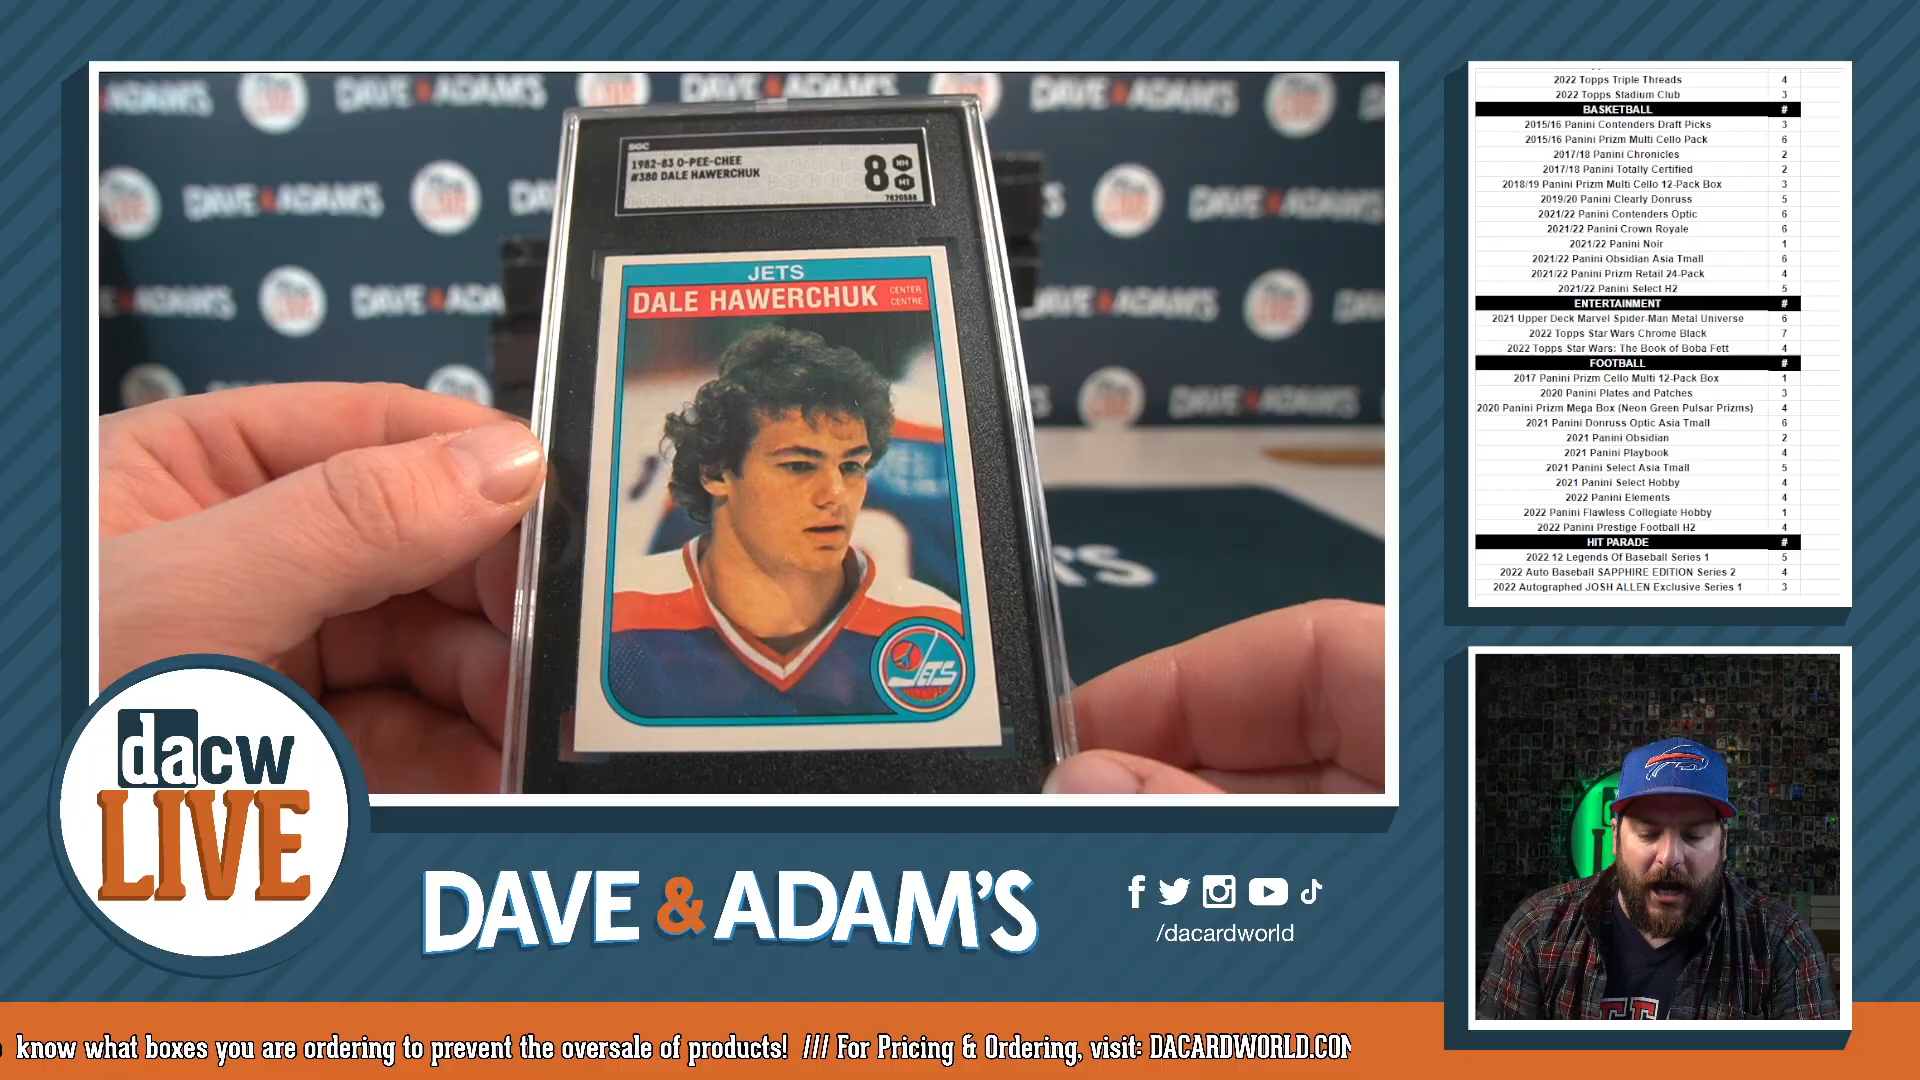 SGC
1982-83 O-PEE-CHEE
#380 DALE HAWERCHUK
8
NM
MT
7820588
JETS
DALE HAWERCHUK
CENTER
CENTRE
JETS
DAVE & ADAM'S
2022 Topps Triple Threads 4
2022 Topps Stadium Club 3
BASKETBALL #
2015/16 Panini Contenders Draft Picks 3
2015/16 Panini Prizm Multi Cello Pack 6
2017/18 Panini Chronicles 2
2017/18 Panini Totally Certified 2
2018/19 Panini Prizm Multi Cello 12-Pack Box 3
2019/20 Panini Clearly Donruss 5
2021/22 Panini Contenders Optic 6
2021/22 Panini Crown Royale 6
2021/22 Panini Noir 1
2021/22 Panini Obsidian Asia Tmall 6
2021/22 Panini Prizm Retail 24-Pack 4
2021/22 Panini Select H2 5
ENTERTAINMENT #
2021 Upper Deck Marvel Spider-Man Metal Universe 6
2022 Topps Star Wars Chrome Black 7
2022 Topps Star Wars: The Book of Boba Fett 4
FOOTBALL #
2017 Panini Prizm Cello Multi 12-Pack Box 1
2020 Panini Plates and Patches 3
2020 Panini Prizm Mega Box (Neon Green Pulsar Prizms) 4
2021 Panini Donruss Optic Asia Tmall 6
2021 Panini Obsidian 2
2021 Panini Playbook 4
2021 Panini Select Asia Tmall 5
2021 Panini Select Hobby 4
2022 Panini Elements 4
2022 Panini Flawless Collegiate Hobby 1
2022 Panini Prestige Football H2 4
HIT PARADE #
2022 12 Legends Of Baseball Series 1 5
2022 Auto Baseball SAPPHIRE EDITION Series 2 4
2022 Autographed JOSH ALLEN Exclusive Series 1 3
dacw
LIVE
DAVE & ADAM'S
/dacardworld
know what boxes you are ordering to prevent the oversale of products! /// For Pricing & Ordering, visit: DACARDWORLD.COM